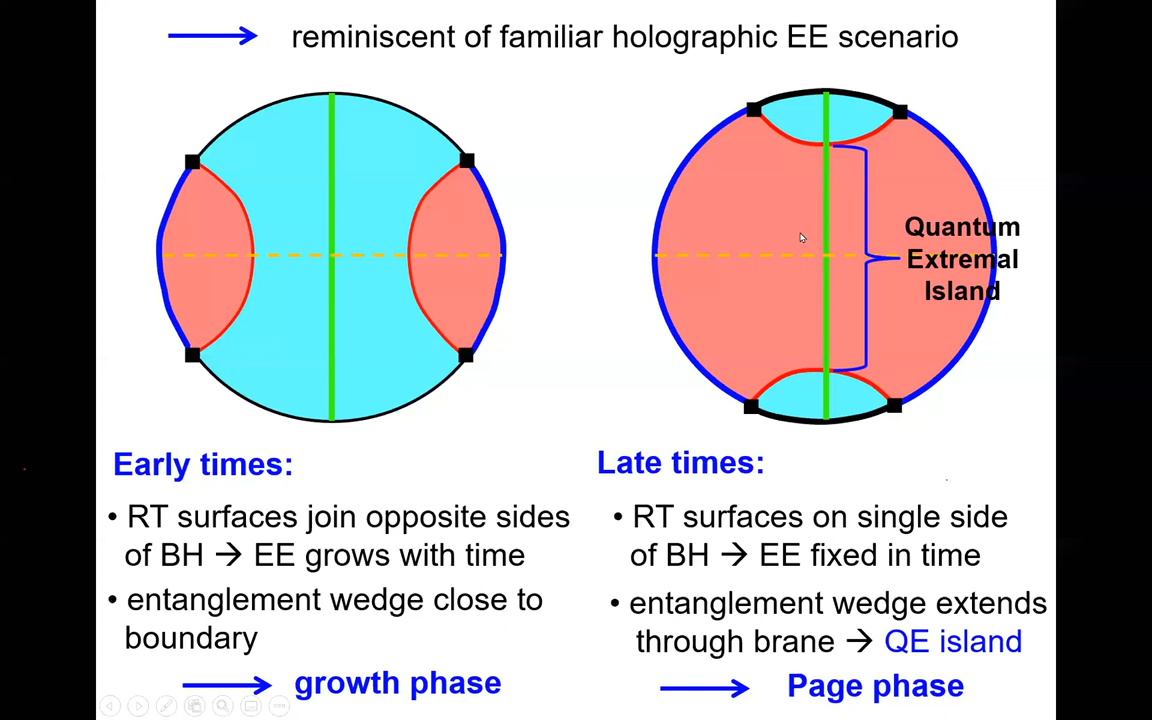 reminiscent of familiar holographic EE scenario
Quantum
Extremal
Island
Early times:
• RT surfaces join opposite sides
of BH → EE grows with time
• entanglement wedge close to
boundary
→ growth phase
Late times:
• RT surfaces on single side
of BH → EE fixed in time
• entanglement wedge extends
through brane → QE island
→ Page phase